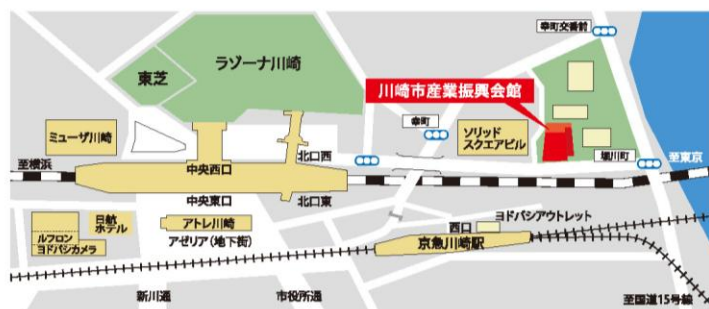 幸町交番前
ラゾーナ川崎
東芝
川崎市産業振興会館
ミューザ川崎
幸町
ソリッド
スクエアビル
北口西
堀川町
至横浜
中央西口
至東京
中央東口
北口東
日航
ホテル
アトレ川崎
ヨドバシアウトレット
西口
ルフロン
ヨドバシカメラ
アゼリア(地下街)
京急川崎駅
新川通
市役所通
至国道15号線